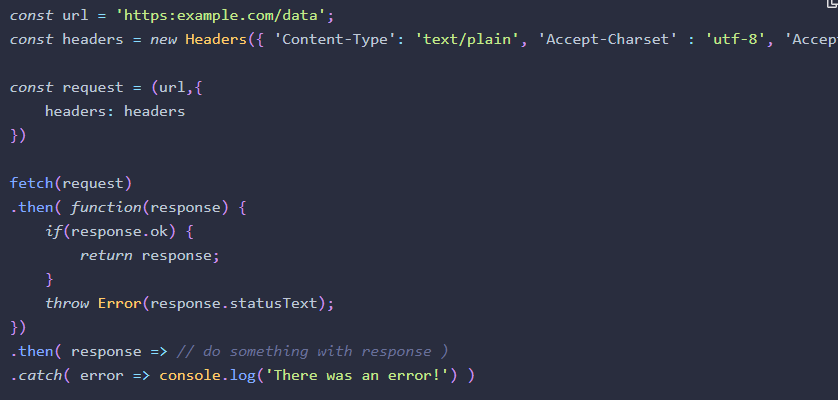 const url = 'https:example.com/data';
const headers = new Headers({ 'Content-Type': 'text/plain', 'Accept-Charset' : 'utf-8', 'Accep
const request = (url,{
    headers: headers
})
fetch(request)
.then( function(response) {
    if(response.ok) {
        return response;
    }
    throw Error(response.statusText);
})
.then( response => // do something with response )
.catch( error => console.log('There was an error!') )